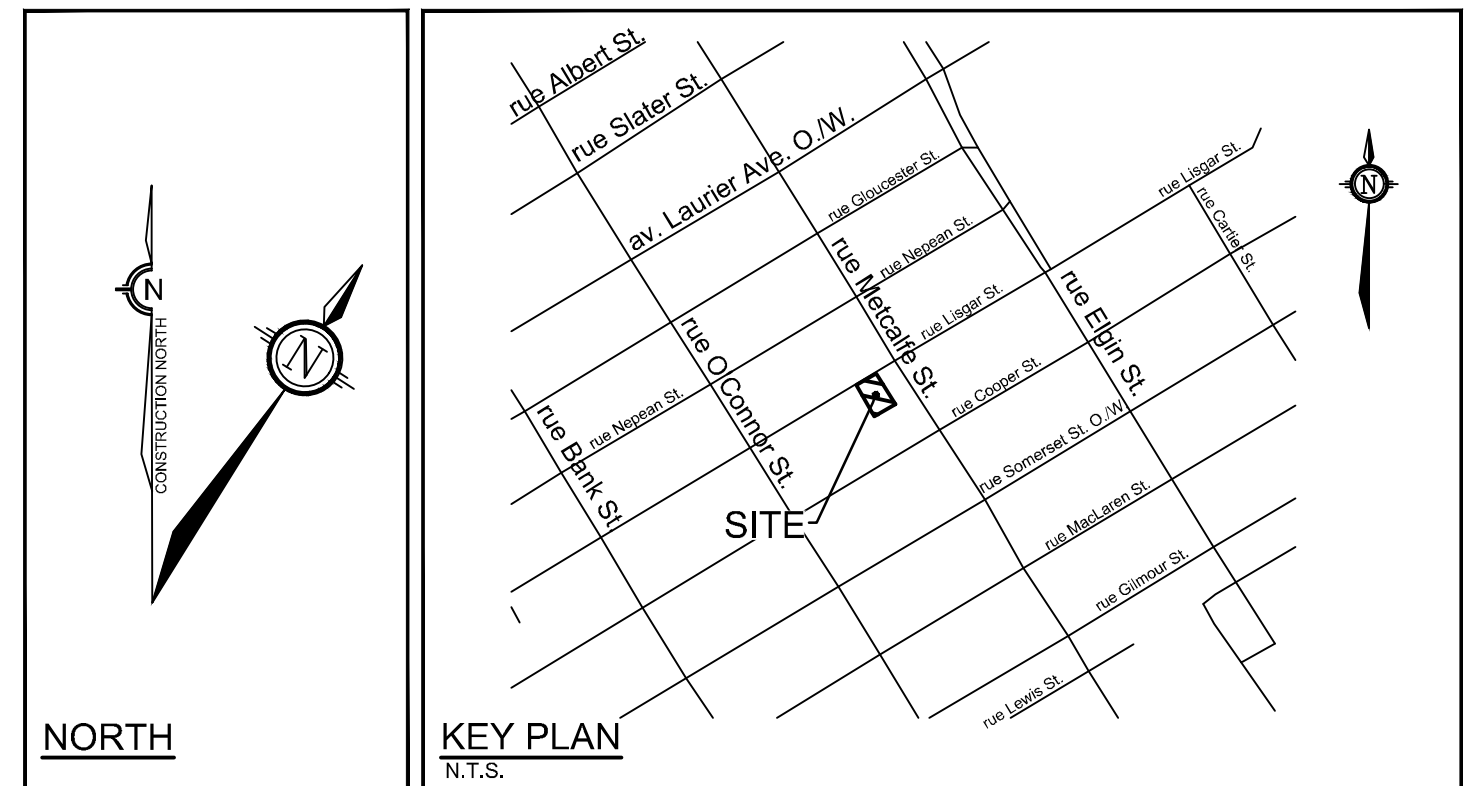 N
CONSTRUCTION NORTH
N
NORTH
rue Albert St.
rue Slater St.
av. Laurier Ave. O./W.
rue Gloucester St.
rue Nepean St.
rue Lisgar St.
rue Cartier St.
N
rue Metcalfe St.
rue Lisgar St.
rue Elgin St.
rue O'Connor St.
rue Cooper St.
rue Nepean St.
rue Bank St.
rue Somerset St. O./W
SITE
rue MacLaren St.
rue Gilmour St.
rue Lewis St.
KEY PLAN
N.T.S.